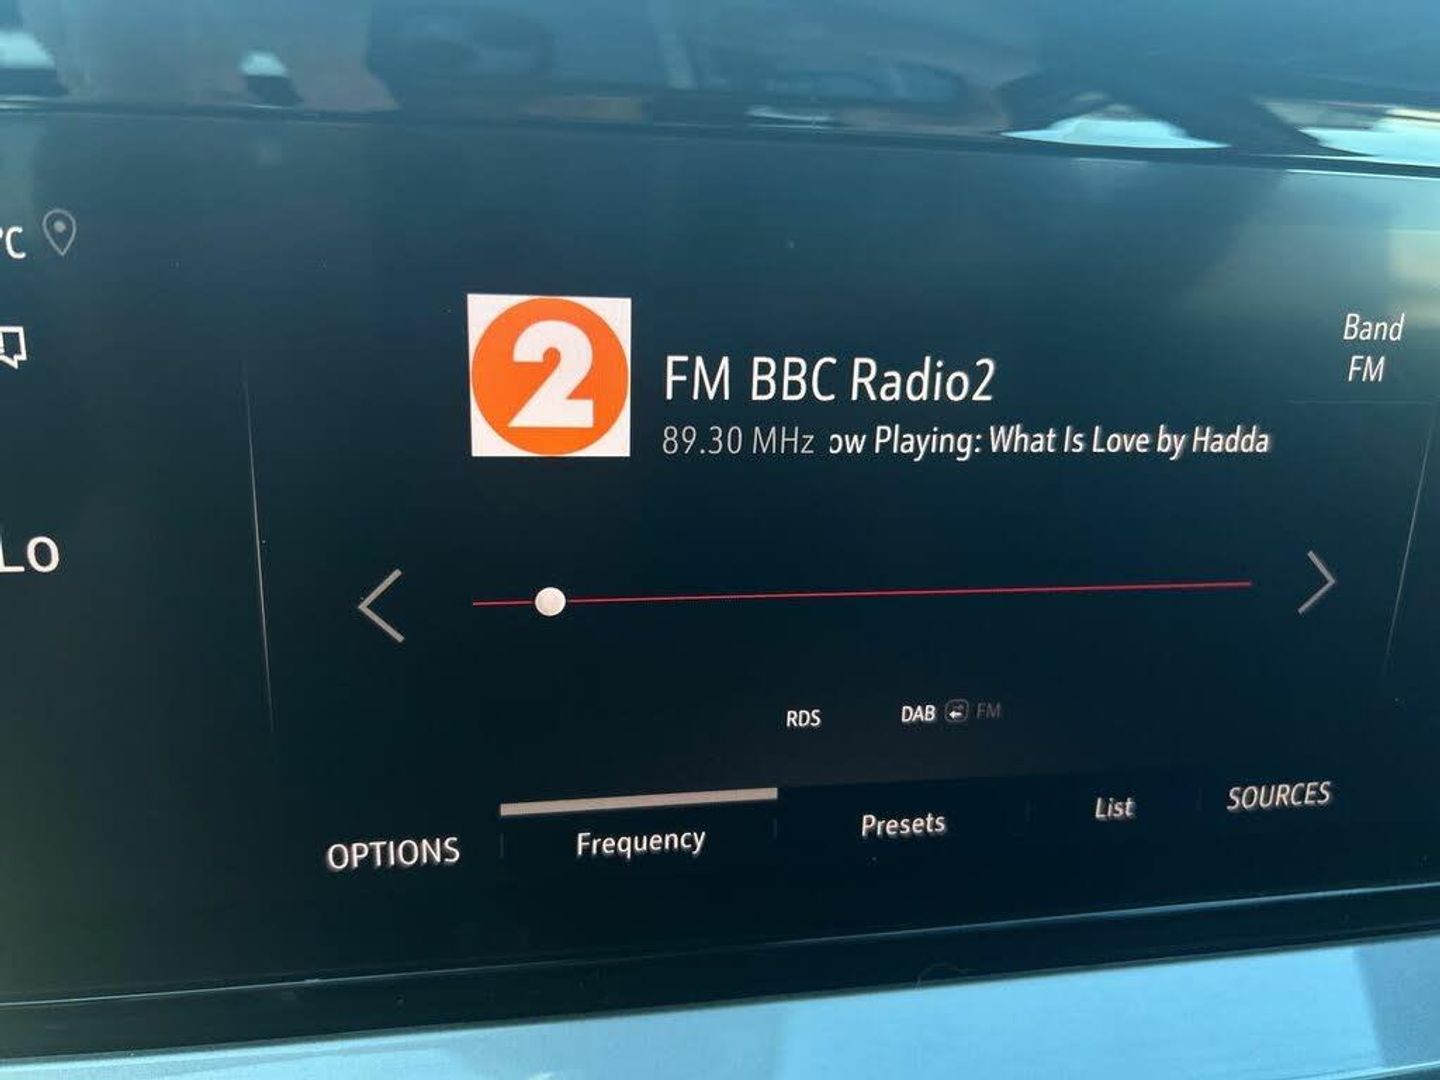 °C
2
FM BBC Radio2
89.30 MHz ow Playing: What Is Love by Hadda
Band
FM
LO
RDS
DAB FM
OPTIONS
Frequency
Presets
List
SOURCES